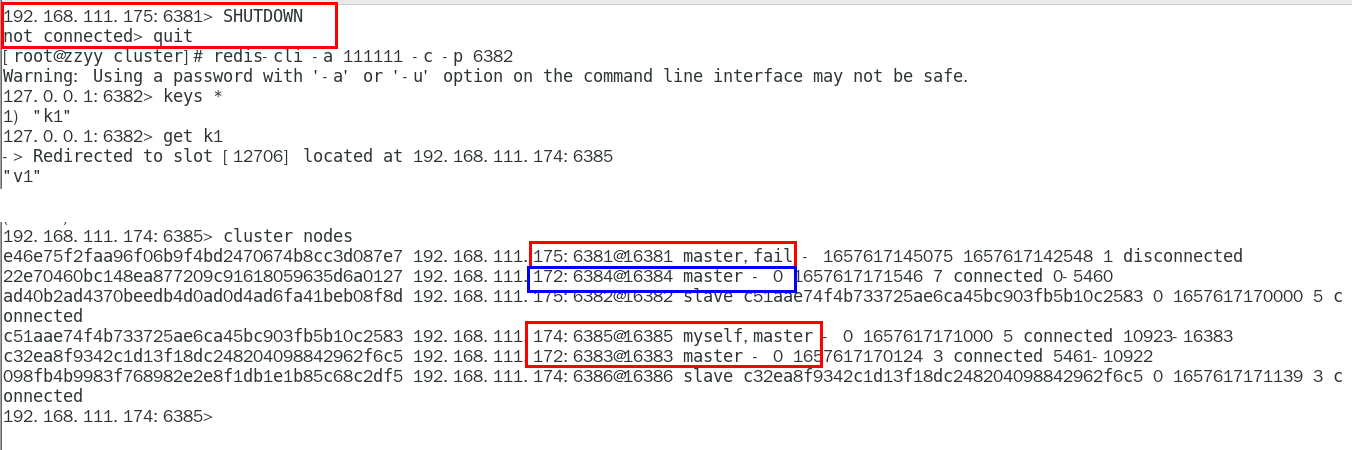 192.168.111.175:6381> SHUTDOWN
not connected> quit
[root@zzyy cluster]# redis-cli -a 111111 -c -p 6382
Warning: Using a password with '-a' or '-u' option on the command line interface may not be safe.
127.0.0.1:6382> keys *
1) "k1"
127.0.0.1:6382> get k1
-> Redirected to slot [12706] located at 192.168.111.174:6385
"v1"
192.168.111.174:6385> cluster nodes
e46e75f2faa96f06b9f4bd2470674b8cc3d087e7 192.168.111.175:6381@16381 master,fail - 1657617145075 1657617142548 1 disconnected
22e70460bc148ea877209c91618059635d6a0127 192.168.111.172:6384@16384 master - 0 1657617171546 7 connected 0-5460
ad40b2ad4370beedb4d0ad0d4ad6fa41beb08f8d 192.168.111.175:6382@16382 slave c51aae74f4b733725ae6ca45bc903fb5b10c2583 0 1657617170000 5 c
onnected
c51aae74f4b733725ae6ca45bc903fb5b10c2583 192.168.111.174:6385@16385 myself,master - 0 1657617171000 5 connected 10923-16383
c32ea8f9342c1d13f18dc248204098842962f6c5 192.168.111.172:6383@16383 master - 0 1657617170124 3 connected 5461-10922
098fb4b9983f768982e2e8f1db1e1b85c68c2df5 192.168.111.174:6386@16386 slave c32ea8f9342c1d13f18dc248204098842962f6c5 0 1657617171139 3 c
onnected
192.168.111.174:6385>